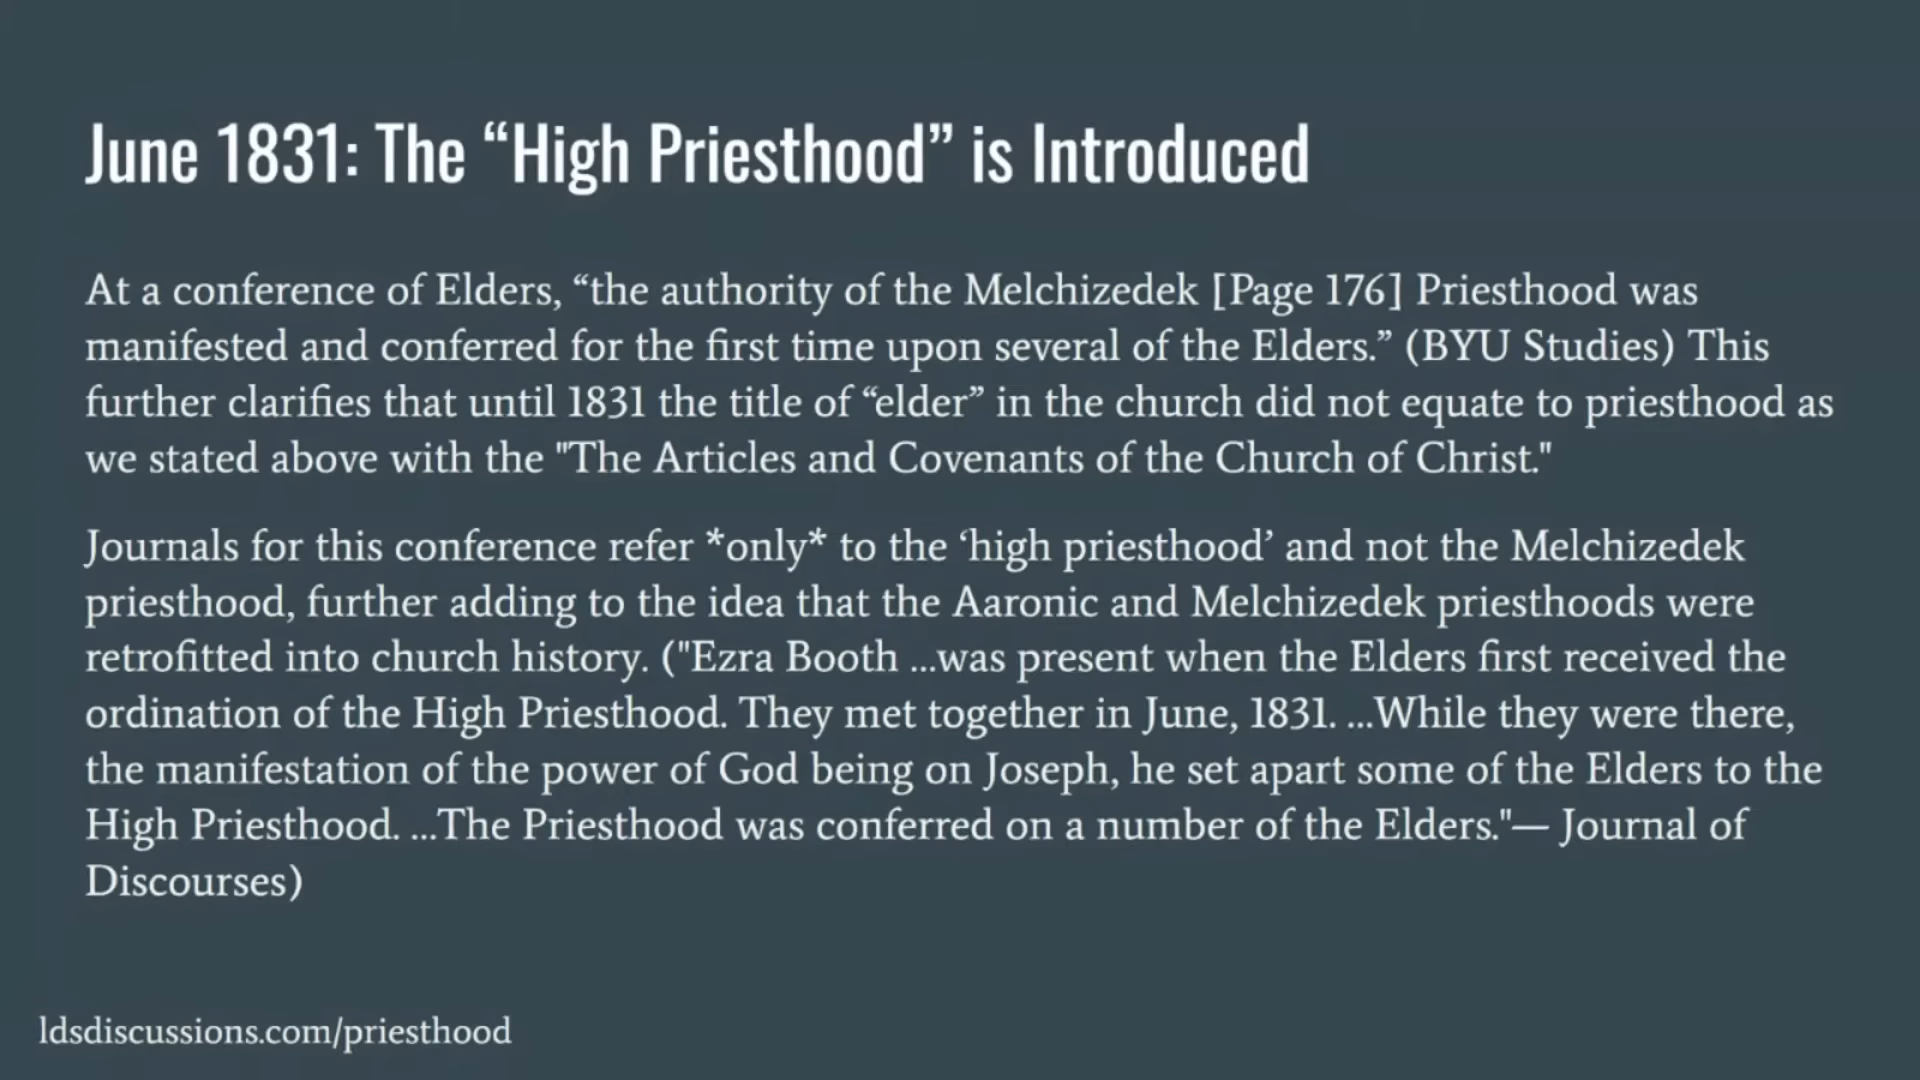 June 1831: The “High Priesthood” is Introduced
At a conference of Elders, “the authority of the Melchizedek [Page 176] Priesthood was
manifested and conferred for the first time upon several of the Elders.” (BYU Studies) This
further clarifies that until 1831 the title of “elder” in the church did not equate to priesthood as
we stated above with the "The Articles and Covenants of the Church of Christ."
Journals for this conference refer *only* to the ‘high priesthood’ and not the Melchizedek
priesthood, further adding to the idea that the Aaronic and Melchizedek priesthoods were
retrofitted into church history. ("Ezra Booth ...was present when the Elders first received the
ordination of the High Priesthood. They met together in June, 1831. ...While they were there,
the manifestation of the power of God being on Joseph, he set apart some of the Elders to the
High Priesthood. ...The Priesthood was conferred on a number of the Elders."— Journal of
Discourses)
ldsdiscussions.com/priesthood